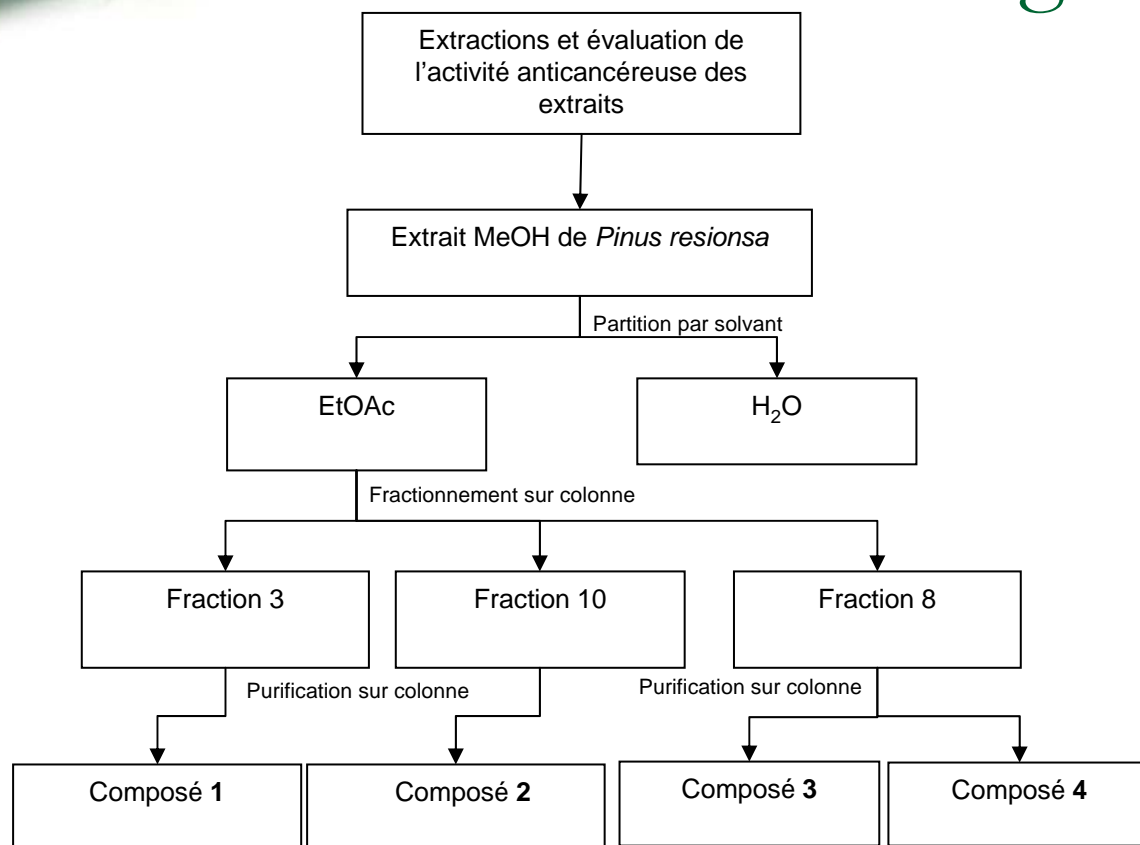 Extractions et évaluation de
l'activité anticancéreuse des
extraits
Extrait MeOH de Pinus resionsa
Partition par solvant
EtOAc
H₂O
Fractionnement sur colonne
Fraction 3
Fraction 10
Fraction 8
Purification sur colonne
Purification sur colonne
Composé 1
Composé 2
Composé 3
Composé 4